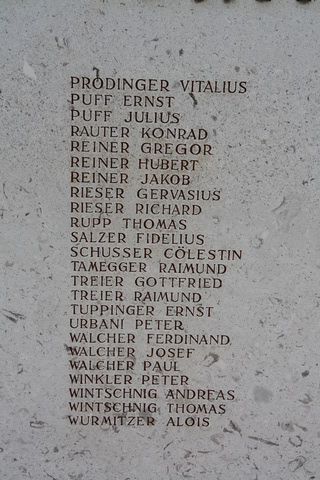 PRODINGER VITALIUS
PUFF ERNST
PUFF JULIUS
RAUTER KONRAD
REINER GREGOR
REINER HUBERT
REINER JAKOB
RIESER GERVASIUS
RIESER RICHARD
RUPP THOMAS
SALZER FIDELIUS
SCHUSSER CÖLESTIN
TAMEGGER RAIMUND
TREIER GOTTFRIED
TREIER RAIMUND
TUPPINGER ERNST
URBANI PETER
WALCHER FERDINAND
WALCHER JOSEF
WALCHER PAUL
WINKLER PETER
WINTSCHNIG ANDREAS
WINTSCHNIG THOMAS
WURMITZER ALOIS